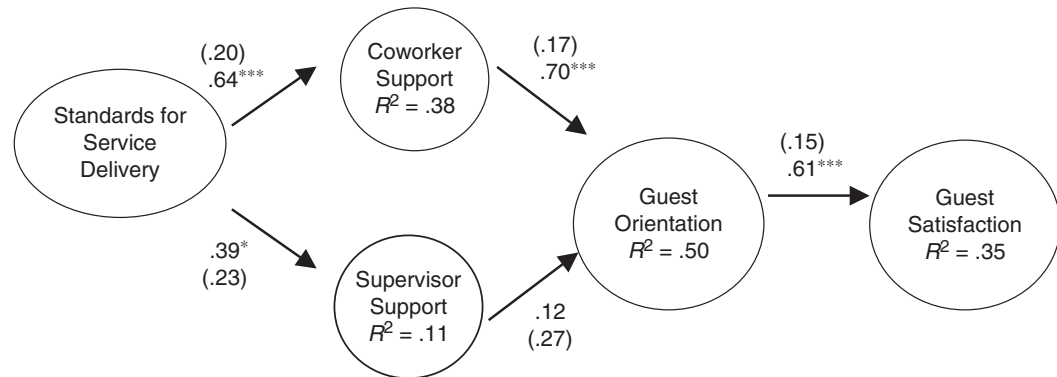 (.20)
.64***
Coworker
Support
R² = .38
(.17)
.70***
Standards for
Service
Delivery
(.15)
.61***
Guest
Orientation
R² = .50
Guest
Satisfaction
R² = .35
.39*
(.23)
Supervisor
Support
R² = .11
.12
(.27)